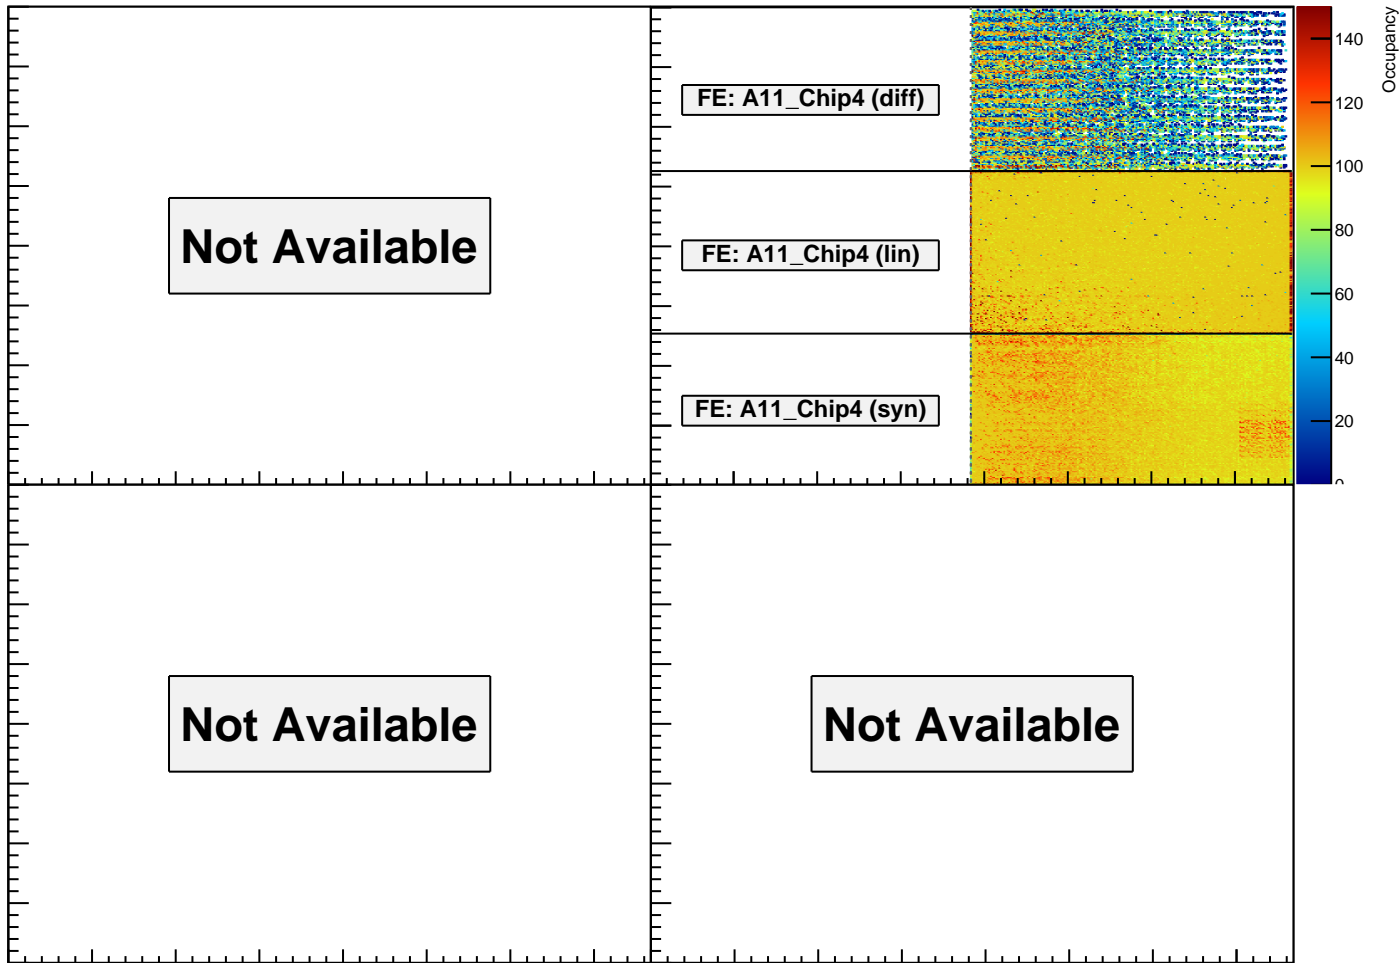 Not Available
FE: A11_Chip4 (diff)
FE: A11_Chip4 (lin)
FE: A11_Chip4 (syn)
140
120
100
80
60
40
20
0
Occupancy
Not Available
Not Available